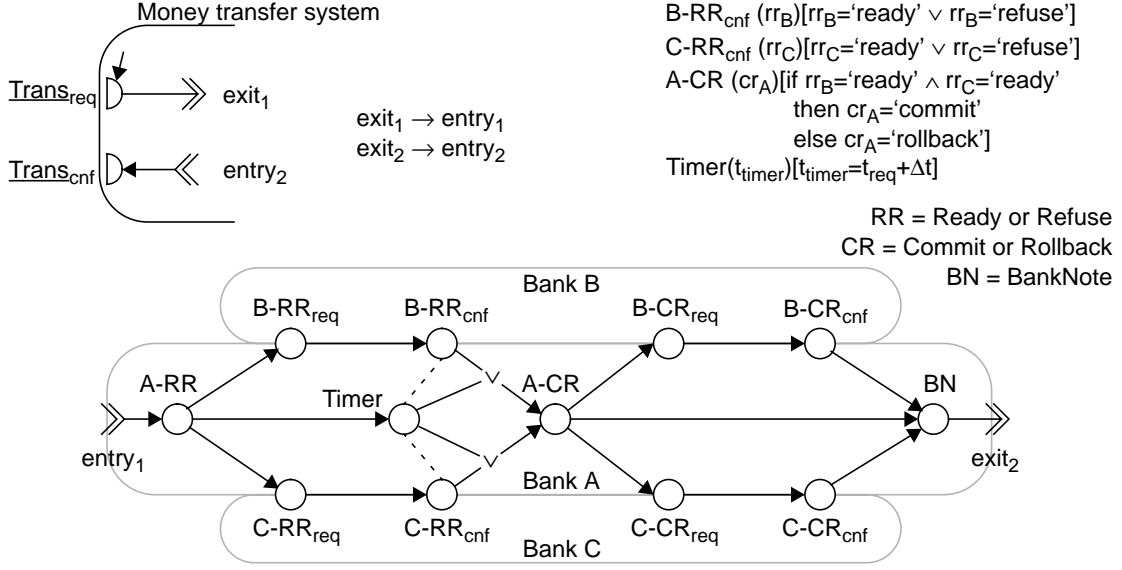 Money transfer system
Trans_req
exit_1
Trans_cnf
entry_2
exit_1 → entry_1
exit_2 → entry_2
B-RR_cnf (rr_B)[rr_B=‘ready’ ∨ rr_B=‘refuse’]
C-RR_cnf (rr_C)[rr_C=‘ready’ ∨ rr_C=‘refuse’]
A-CR (cr_A)[if rr_B=‘ready’ ∧ rr_C=‘ready’
then cr_A=‘commit’
else cr_A=‘rollback’]
Timer(t_timer)[t_timer=t_req+Δt]
RR = Ready or Refuse
CR = Commit or Rollback
BN = BankNote
Bank B
B-RR_req
B-RR_cnf
B-CR_req
B-CR_cnf
A-RR
Timer
∨
A-CR
BN
entry_1
∨
exit_2
Bank A
C-RR_req
C-RR_cnf
C-CR_req
C-CR_cnf
Bank C